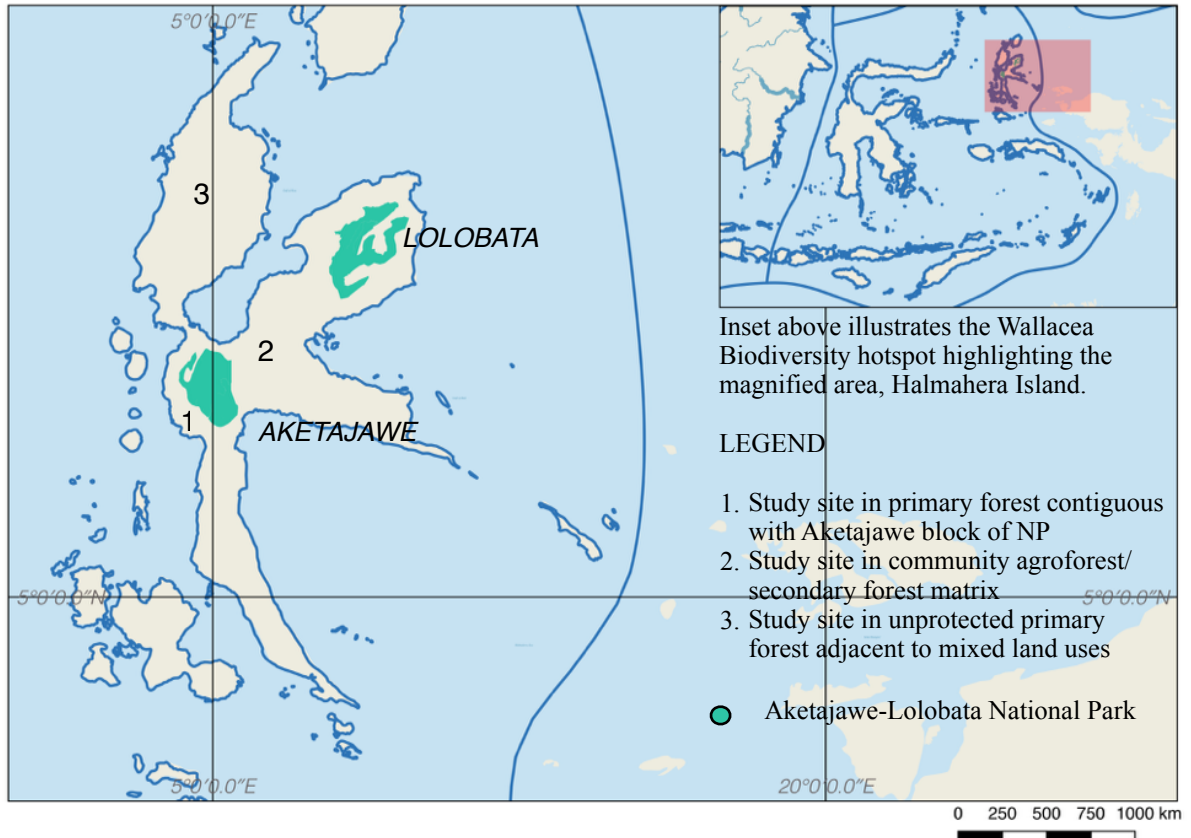 5°0′0.0″E
3
LOLOBATA
2
1
AKETAJAWE
5°0′0.0″N
5°0′0.0″N
5°0′0.0″E
20°0′0.0″E
Inset above illustrates the Wallacea
Biodiversity hotspot highlighting the
magnified area, Halmahera Island.
LEGEND
1. Study site in primary forest contiguous
with Aketajawe block of NP
2. Study site in community agroforest/
secondary forest matrix
3. Study site in unprotected primary
forest adjacent to mixed land uses
Aketajawe-Lolobata National Park
0 250 500 750 1000 km